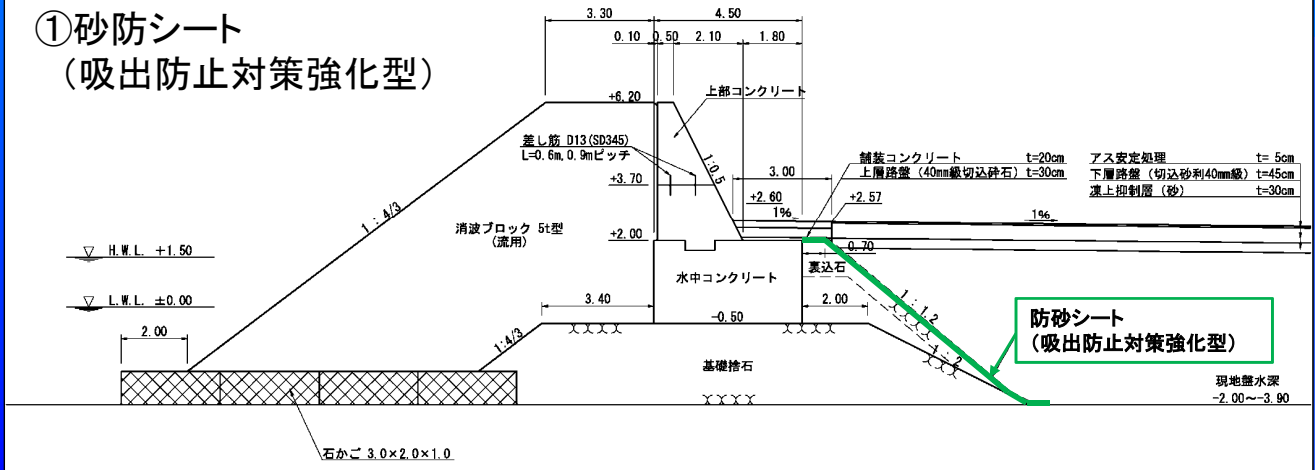 ①砂防シート
（吸出防止対策強化型）
3.30
4.50
0.10
0.50
2.10
1.80
+6.20
上部コンクリート
差し筋 D13(SD345)
L=0.6m,0.9mピッチ
1:0.5
+3.70
3.00
舗装コンクリート t=20cm
上層路盤（40mm級切込砕石）t=30cm
アス安定処理 t= 5cm
下層路盤（切込砂利40mm級）t=45cm
凍上抑制層（砂） t=30cm
+2.60
+2.57
1%
1%
1：4/3
消波ブロック 5t型
(流用)
+2.00
0.70
H.W.L. +1.50
裏込石
水中コンクリート
L.W.L. ±0.00
3.40
2.00
1：1.2
-0.50
2.00
1:4/3
1：2
防砂シート
（吸出防止対策強化型）
基礎捨石
現地盤水深
-2.00～-3.90
石かご 3.0×2.0×1.0